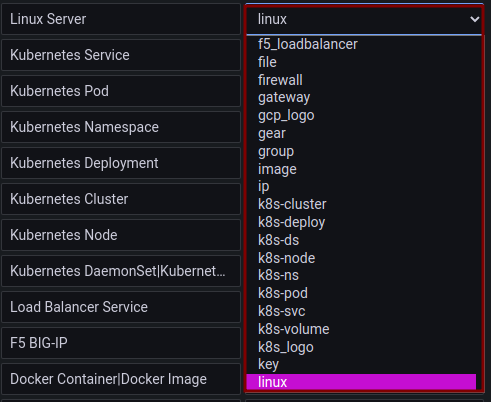 Linux Server
linux
Kubernetes Service
Kubernetes Pod
Kubernetes Namespace
Kubernetes Deployment
Kubernetes Cluster
Kubernetes Node
Kubernetes DaemonSet|Kubernet...
Load Balancer Service
F5 BIG-IP
Docker Container|Docker Image
f5_loadbalancer
file
firewall
gateway
gcp_logo
gear
group
image
ip
k8s-cluster
k8s-deploy
k8s-ds
k8s-node
k8s-ns
k8s-pod
k8s-svc
k8s-volume
k8s_logo
key
linux